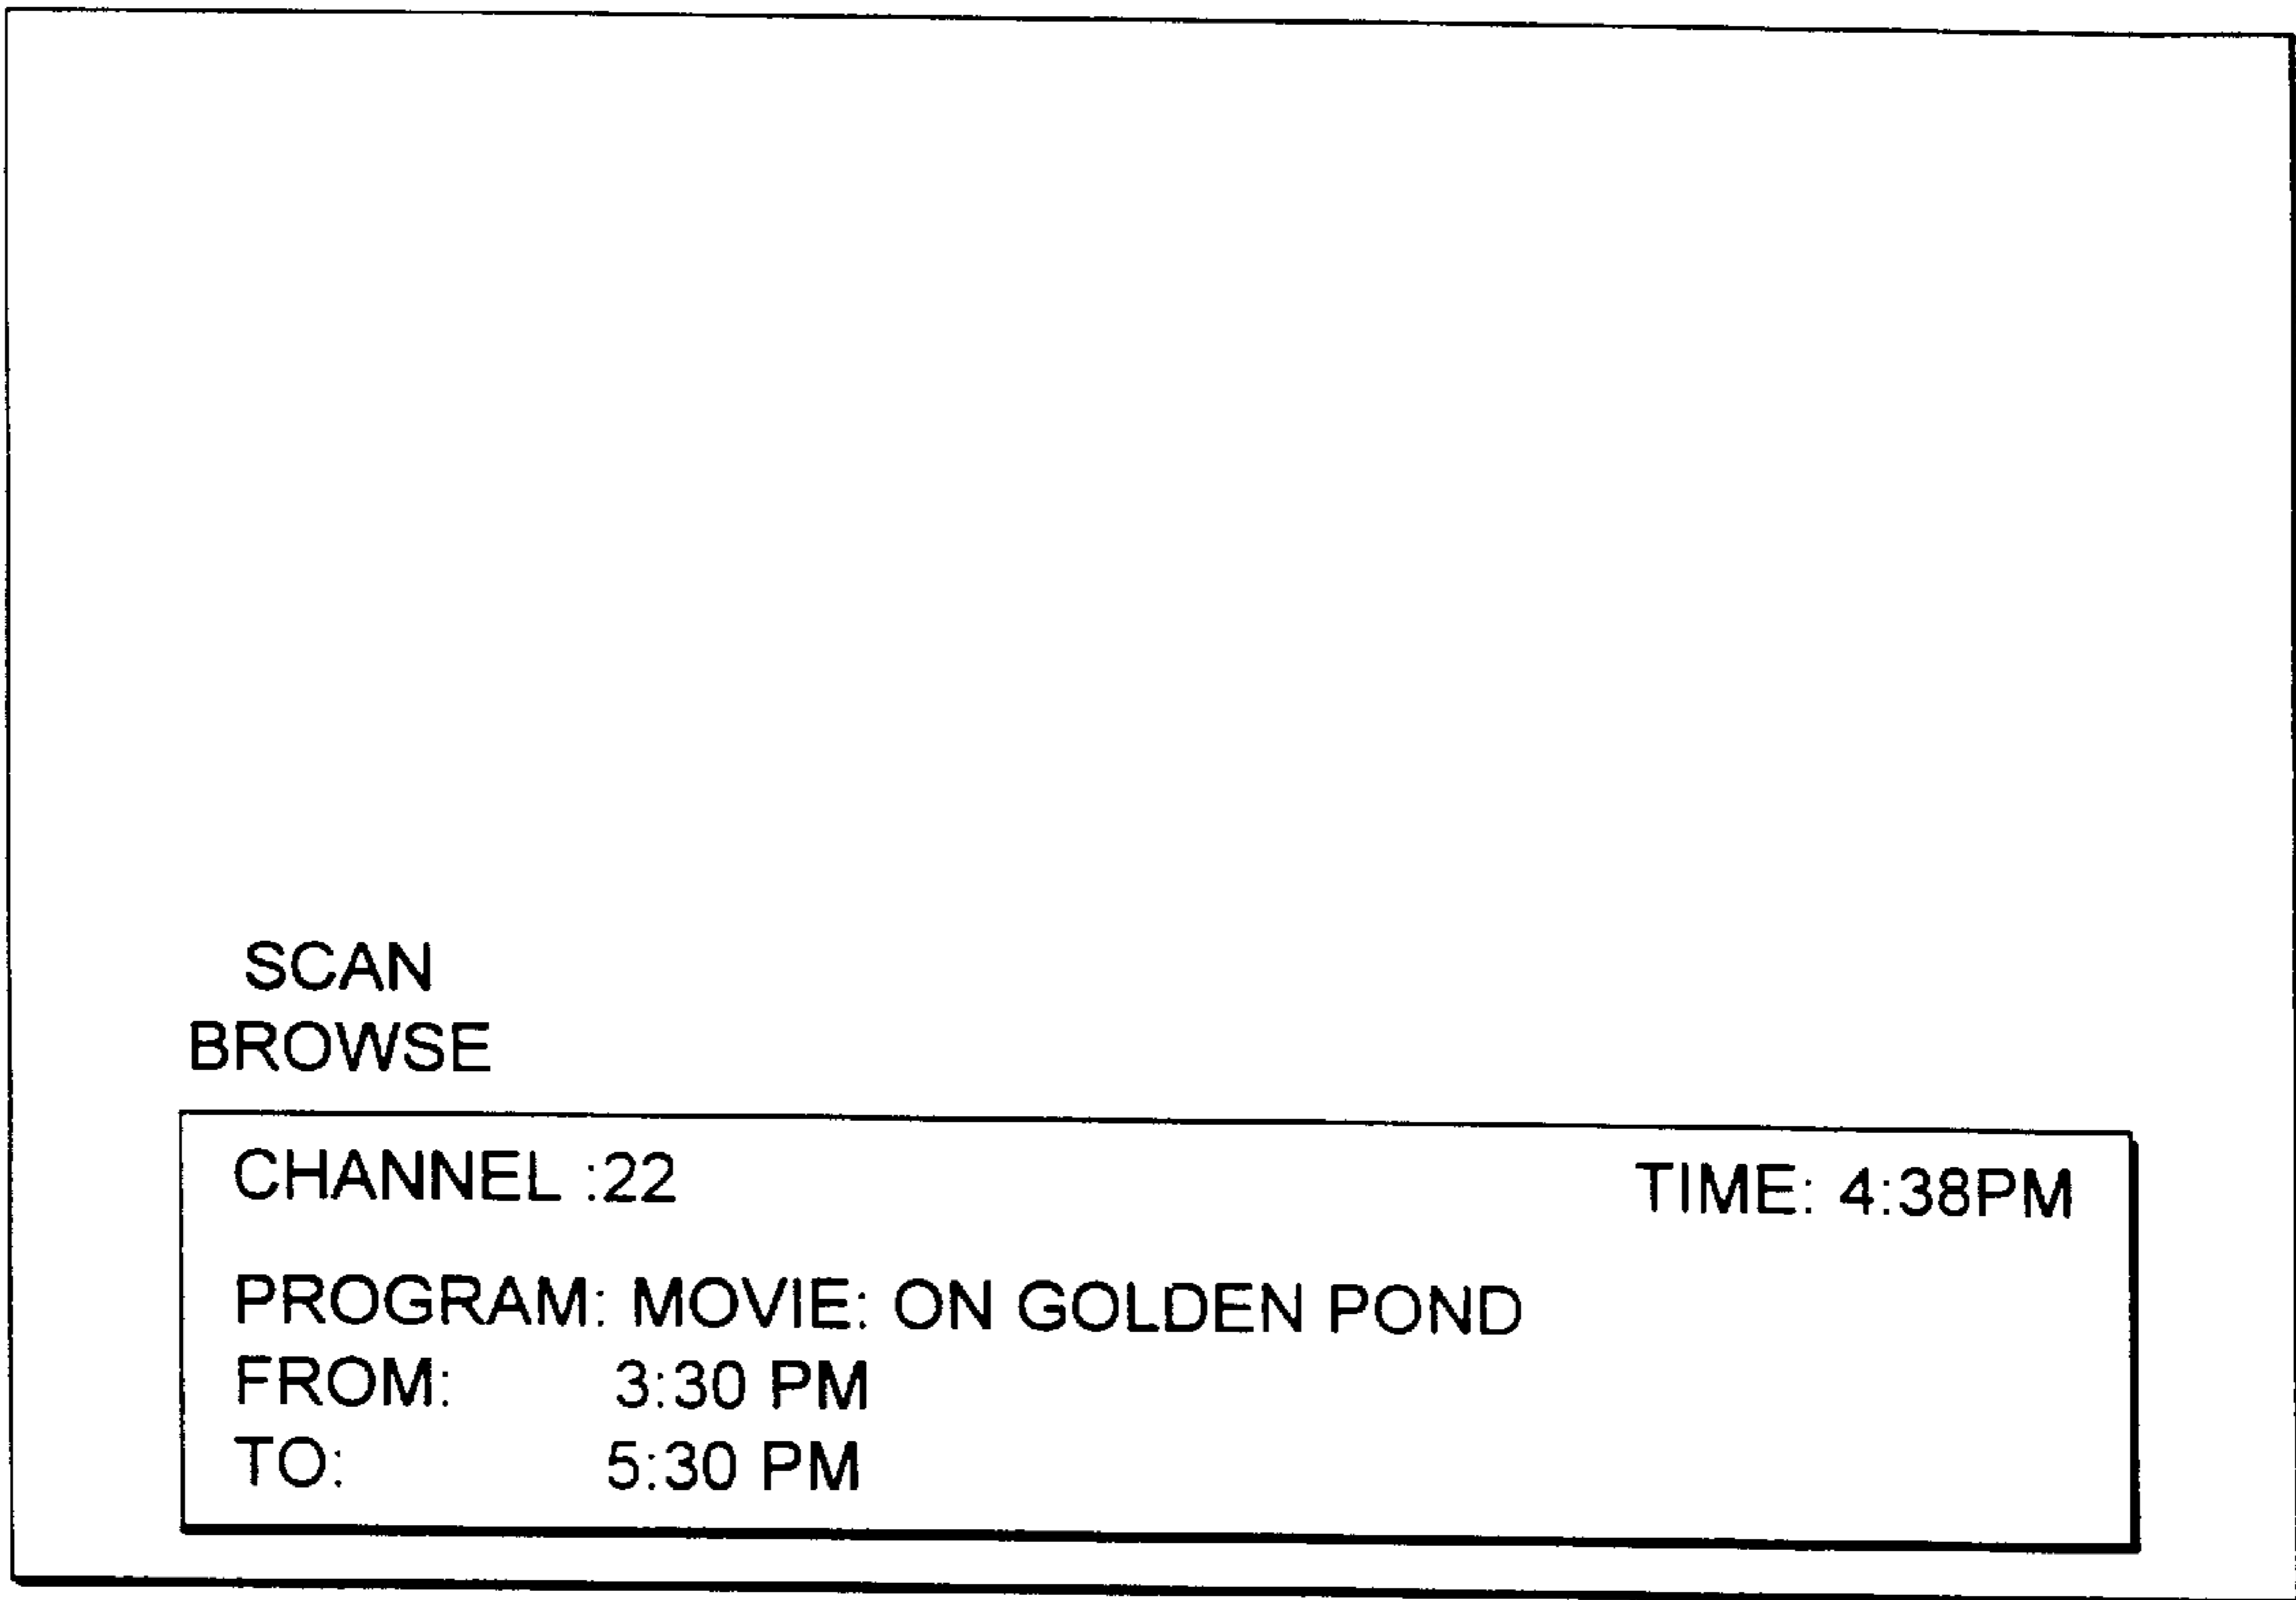 SCAN
BROWSE
CHANNEL :22 TIME: 4:38PM
PROGRAM: MOVIE: ON GOLDEN POND
FROM: 3:30 PM
TO: 5:30 PM